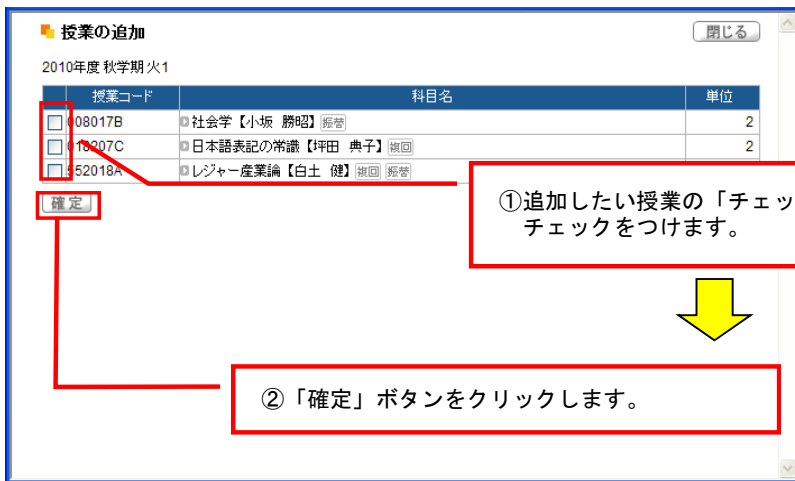 授業の追加
閉じる
2010年度 秋学期 火1
授業コード 科目名 単位
008017B 社会学【小坂 勝昭】 振替 2
018207C 日本語表記の常識【坪田 典子】 複回 2
552018A レジャー産業論【白土 健】 複回 振替
確定
①追加したい授業の「チェッ
チェックをつけます。
②「確定」ボタンをクリックします。